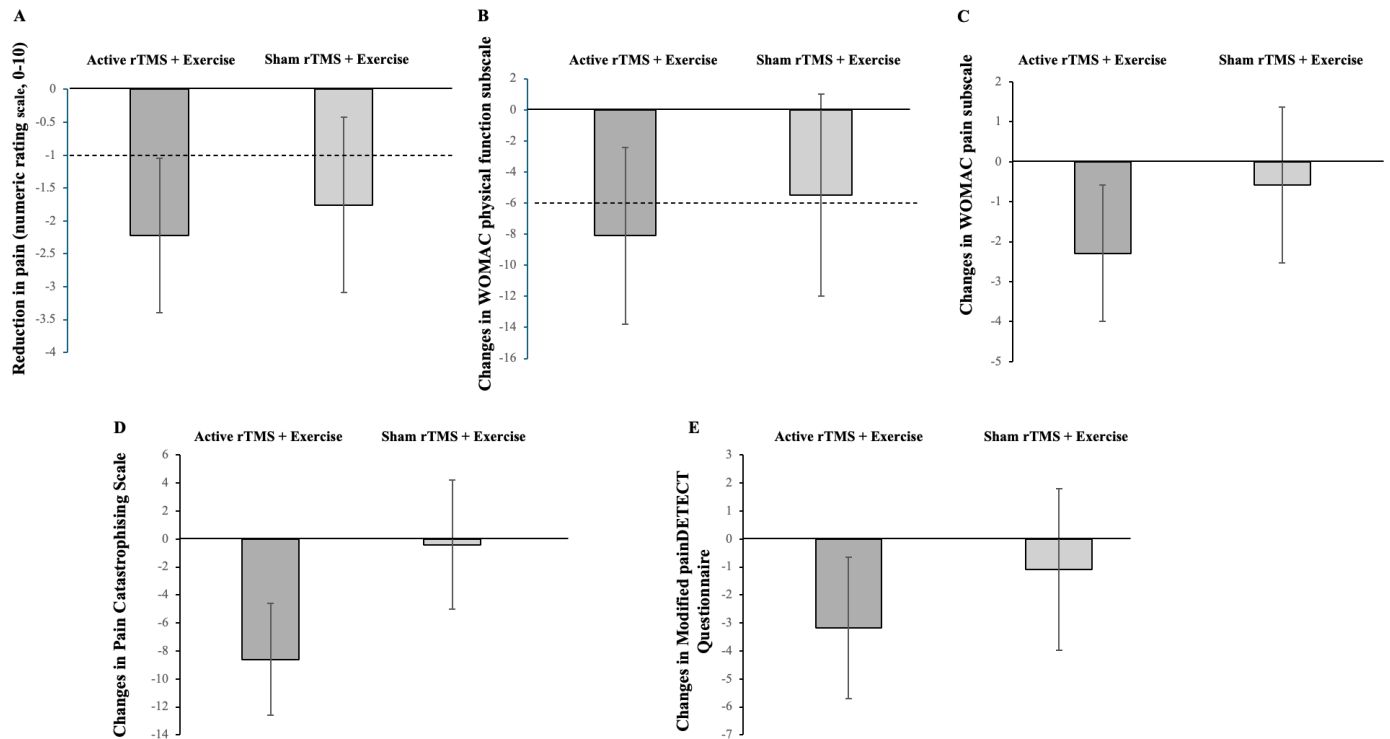 A
Reduction in pain (numeric rating scale, 0-10)
Active rTMS + Exercise
Sham rTMS + Exercise
0
-0.5
-1
-1.5
-2
-2.5
-3
-3.5
-4
B
Changes in WOMAC physical function subscale
Active rTMS + Exercise
Sham rTMS + Exercise
2
0
-2
-4
-6
-8
-10
-12
-14
-16
C
Changes in WOMAC pain subscale
Active rTMS + Exercise
Sham rTMS + Exercise
2
1
0
-1
-2
-3
-4
-5
D
Changes in Pain Catastrophising Scale
Active rTMS + Exercise
Sham rTMS + Exercise
6
4
2
0
-2
-4
-6
-8
-10
-12
-14
E
Changes in Modified painDETECT
Questionnaire
Active rTMS + Exercise
Sham rTMS + Exercise
3
2
1
0
-1
-2
-3
-4
-5
-6
-7